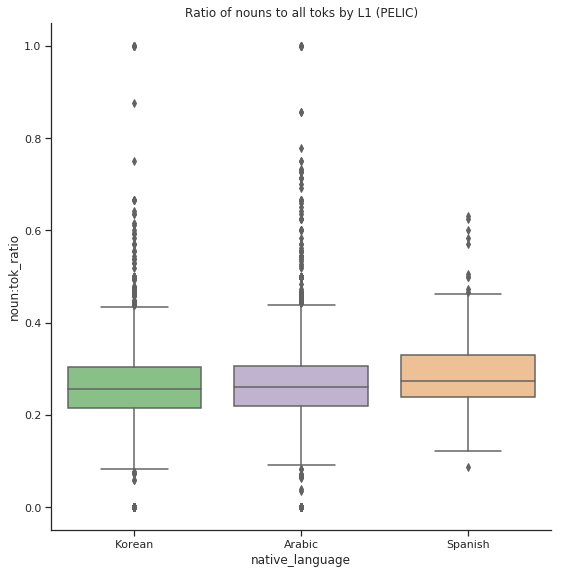 Ratio of nouns to all toks by L1 (PELIC)
1.0
0.8
0.6
0.4
0.2
0.0
noun:tok_ratio
Korean Arabic Spanish
native_language